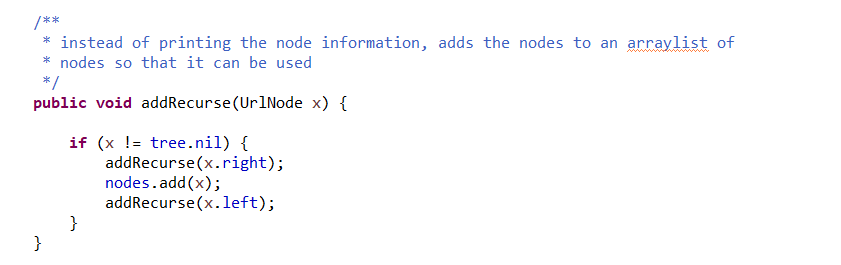 /**
 * instead of printing the node information, adds the nodes to an arraylist of
 * nodes so that it can be used
 */
public void addRecurse(UrlNode x) {
if (x != tree.nil) {
addRecurse(x.right);
nodes.add(x);
addRecurse(x.left);
}
}